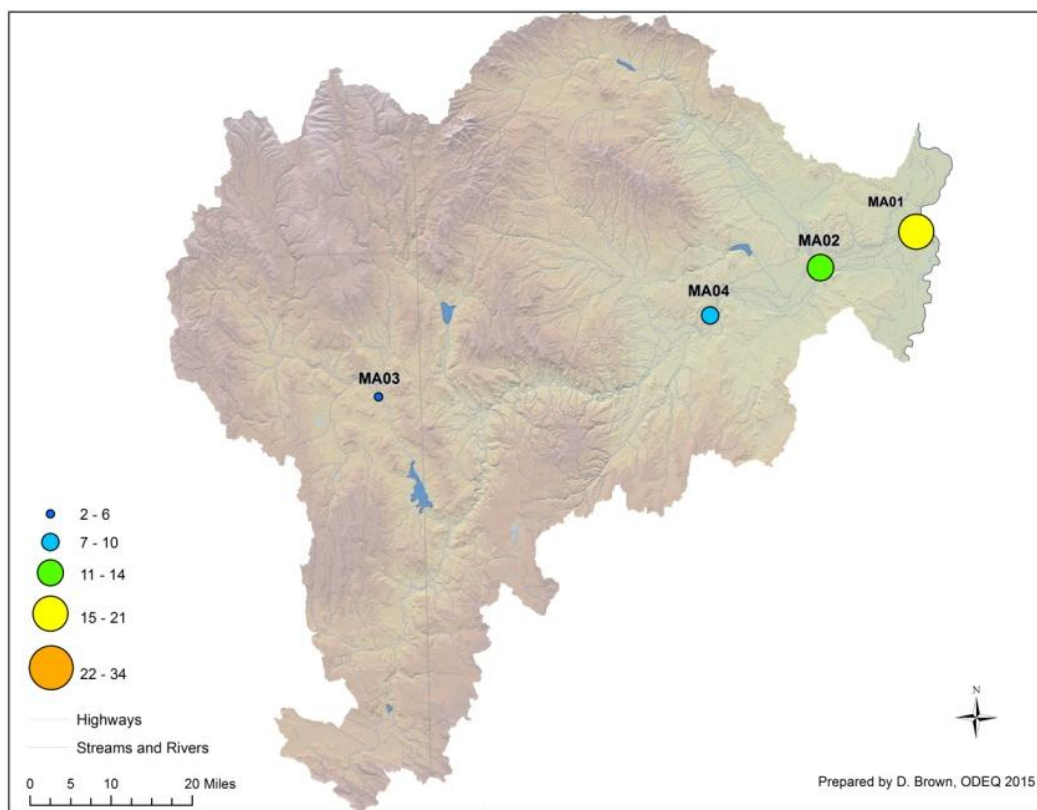 MA01
MA02
MA04
MA03
2 - 6
7 - 10
11 - 14
15 - 21
22 - 34
Highways
Streams and Rivers
0 5 10 20 Miles
N
Prepared by D. Brown, ODEQ 2015